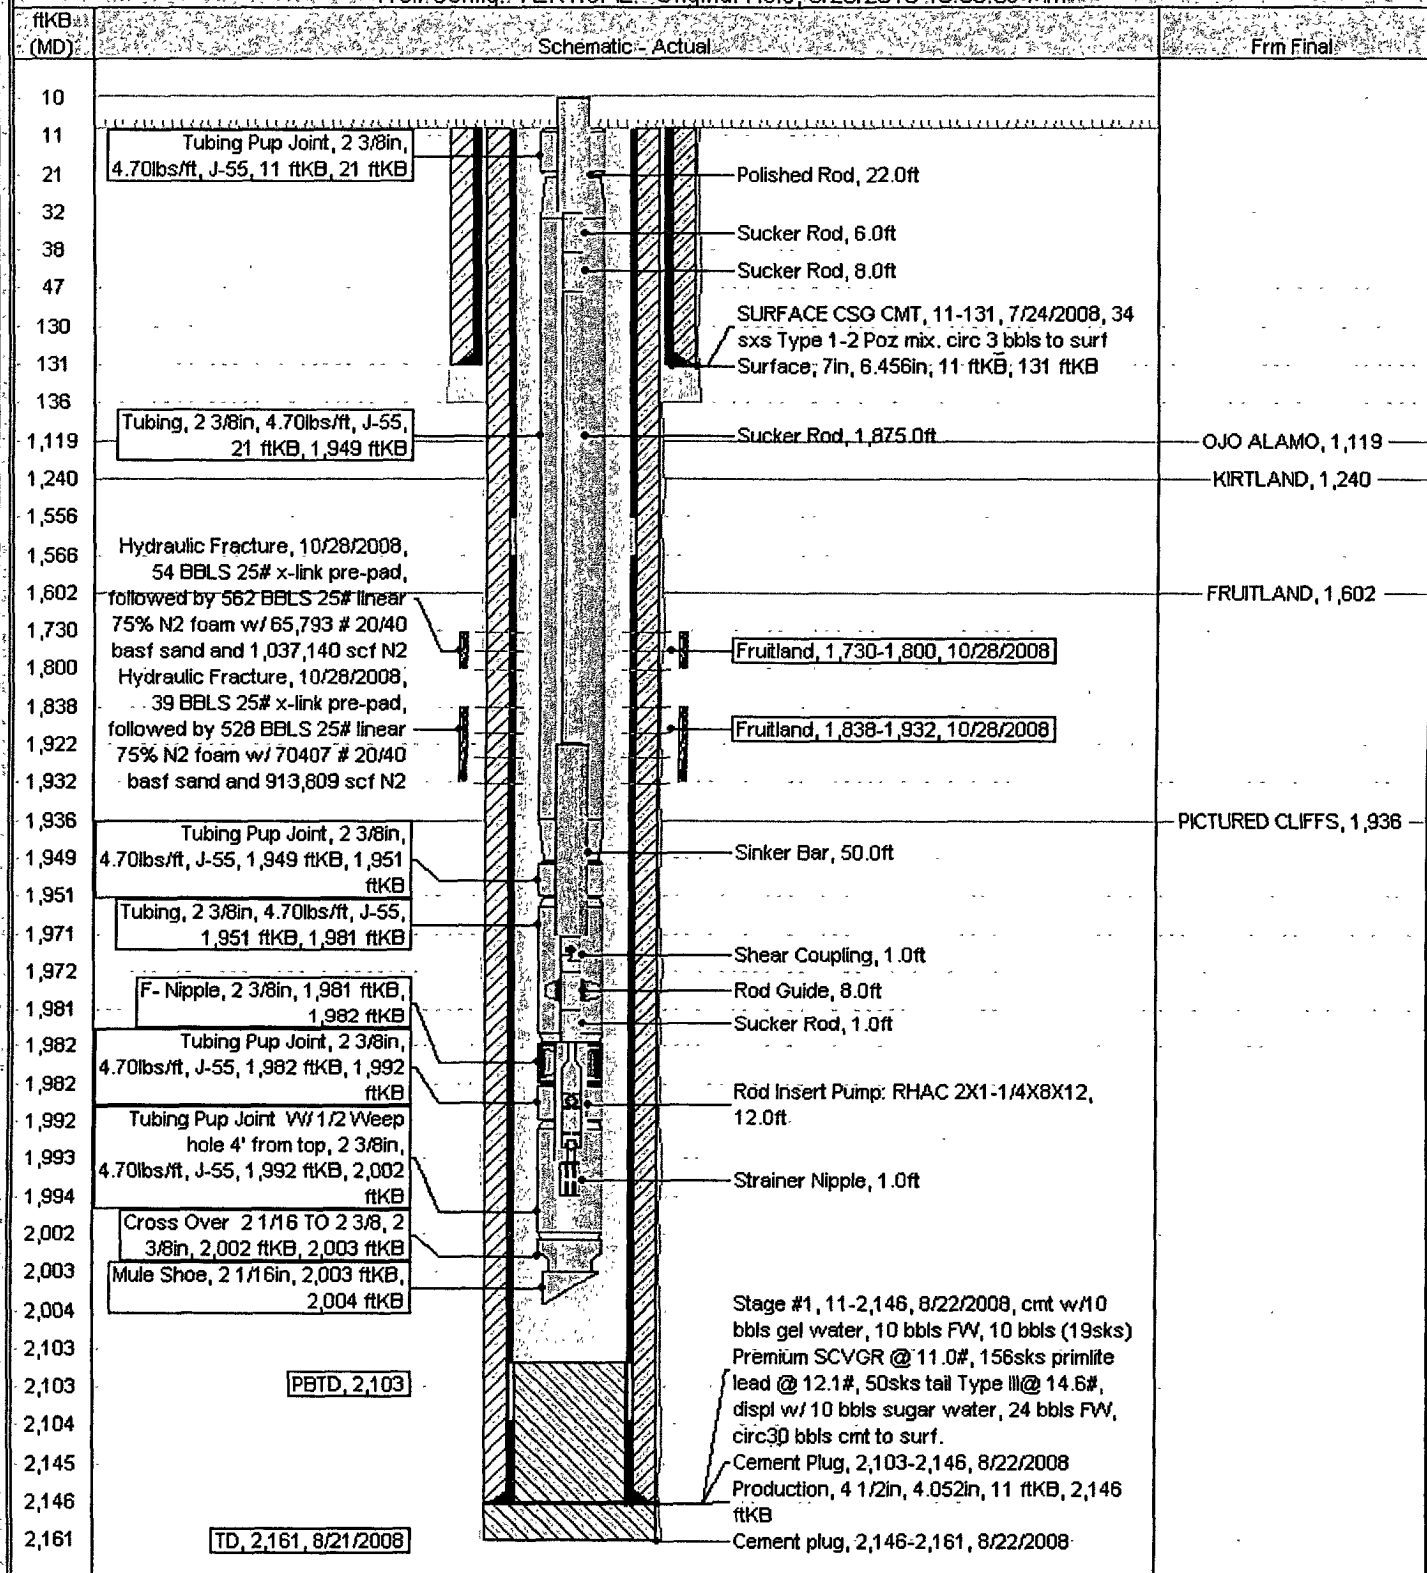 ftKB
(MD)
Schematic - Actual
Frm Final
10
11
21
32
38
47
130
131
136
1,119
1,240
1,556
1,566
1,602
1,730
1,800
1,838
1,922
1,932
1,936
1,949
1,951
1,971
1,972
1,981
1,982
1,982
1,992
1,993
1,994
2,002
2,003
2,004
2,103
2,103
2,104
2,145
2,146
2,161
Tubing Pup Joint, 2 3/8in,
4.70lbs/ft, J-55, 11 ftKB, 21 ftKB
Tubing, 2 3/8in, 4.70lbs/ft, J-55,
21 ftKB, 1,949 ftKB
Hydraulic Fracture, 10/28/2008,
54 BBLS 25# x-link pre-pad,
followed by 562 BBLS 25# linear
75% N2 foam w/ 65,793 # 20/40
basf sand and 1,037,140 scf N2
Hydraulic Fracture, 10/28/2008,
39 BBLS 25# x-link pre-pad,
followed by 528 BBLS 25# linear
75% N2 foam w/ 70407 # 20/40
basf sand and 913,809 scf N2
Tubing Pup Joint, 2 3/8in,
4.70lbs/ft, J-55, 1,949 ftKB, 1,951
ftKB
Tubing, 2 3/8in, 4.70lbs/ft, J-55,
1,951 ftKB, 1,981 ftKB
F- Nipple, 2 3/8in, 1,981 ftKB,
1,982 ftKB
Tubing Pup Joint, 2 3/8in,
4.70lbs/ft, J-55, 1,982 ftKB, 1,992
ftKB
Tubing Pup Joint W/ 1/2 Weep
hole 4' from top, 2 3/8in,
4.70lbs/ft, J-55, 1,992 ftKB, 2,002
ftKB
Cross Over 2 1/16 TO 2 3/8, 2
3/8in, 2,002 ftKB, 2,003 ftKB
Mule Shoe, 2 1/16in, 2,003 ftKB,
2,004 ftKB
PBTD, 2,103
TD, 2,161, 8/21/2008
Polished Rod, 22.0ft
Sucker Rod, 6.0ft
Sucker Rod, 8.0ft
SURFACE CSG CMT, 11-131, 7/24/2008, 34
sxs Type 1-2 Poz mix. circ 3 bbls to surf
Surface, 7in, 6.456in, 11 ftKB, 131 ftKB
Sucker Rod, 1,875.0ft
Fruitland, 1,730-1,800, 10/28/2008
Fruitland, 1,838-1,932, 10/28/2008
Sinker Bar, 50.0ft
Shear Coupling, 1.0ft
Rod Guide, 8.0ft
Sucker Rod, 1.0ft
Rod Insert Pump: RHAC 2X1-1/4X8X12,
12.0ft
Strainer Nipple, 1.0ft
Stage #1, 11-2,146, 8/22/2008, cmt w/10
bbls gel water, 10 bbls FW, 10 bbls (19sks)
Premium SCVGR @ 11.0#, 156sks primlite
lead @ 12.1#, 50sks tail Type III@ 14.6#,
displ w/ 10 bbls sugar water, 24 bbls FW,
circ30 bbls cmt to surf.
Cement Plug, 2,103-2,146, 8/22/2008
Production, 4 1/2in, 4.052in, 11 ftKB, 2,146
ftKB
Cement plug, 2,146-2,161, 8/22/2008
OJO ALAMO, 1,119
KIRTLAND, 1,240
FRUITLAND, 1,602
PICTURED CLIFFS, 1,936